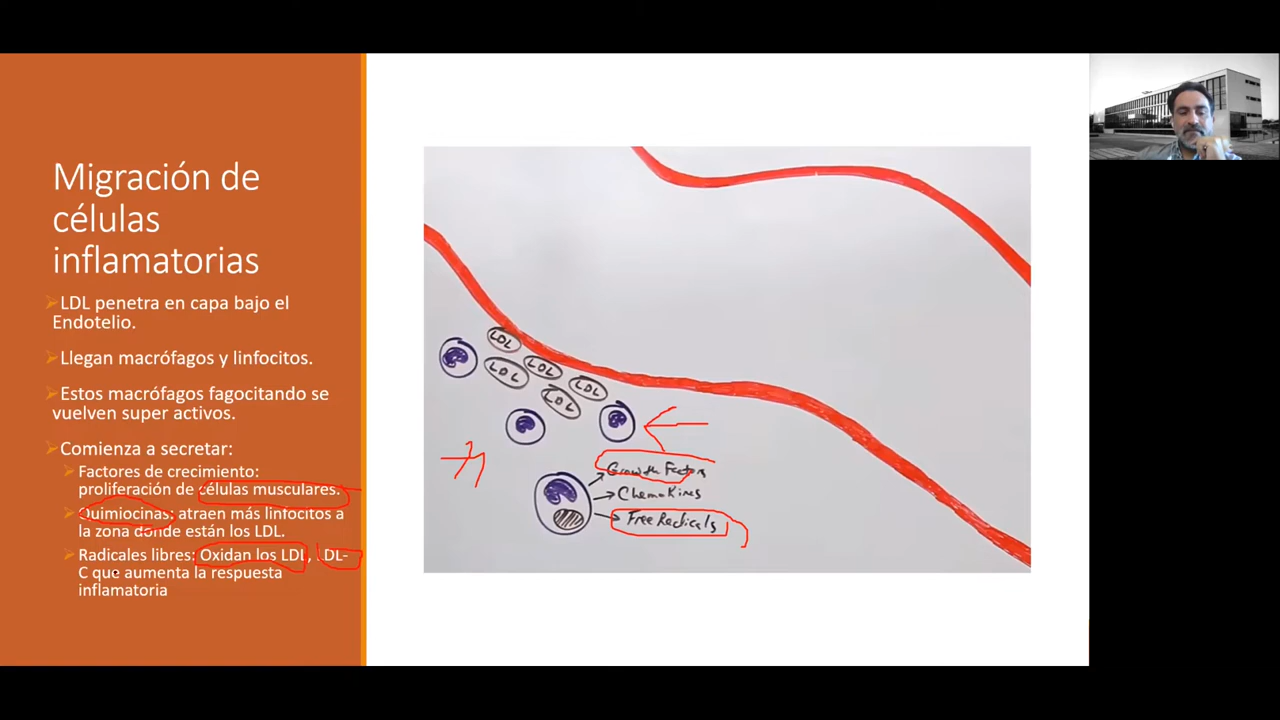 Migración de
células
inflamatorias
LDL penetra en capa bajo el
Endotelio.
Llegan macrófagos y linfocitos.
Estos macrófagos fagocitando se
vuelven super activos.
Comienza a secretar:
Factores de crecimiento:
proliferación de células musculares.
Quimiocinas: atraen más linfocitos a
la zona donde están los LDL.
Radicales libres: Oxidan los LDL, LDL-
C que aumenta la respuesta
inflamatoria
LDL
LDL
LDL
LDL
LDL
Growth Factors
Chemokines
Free Radicals